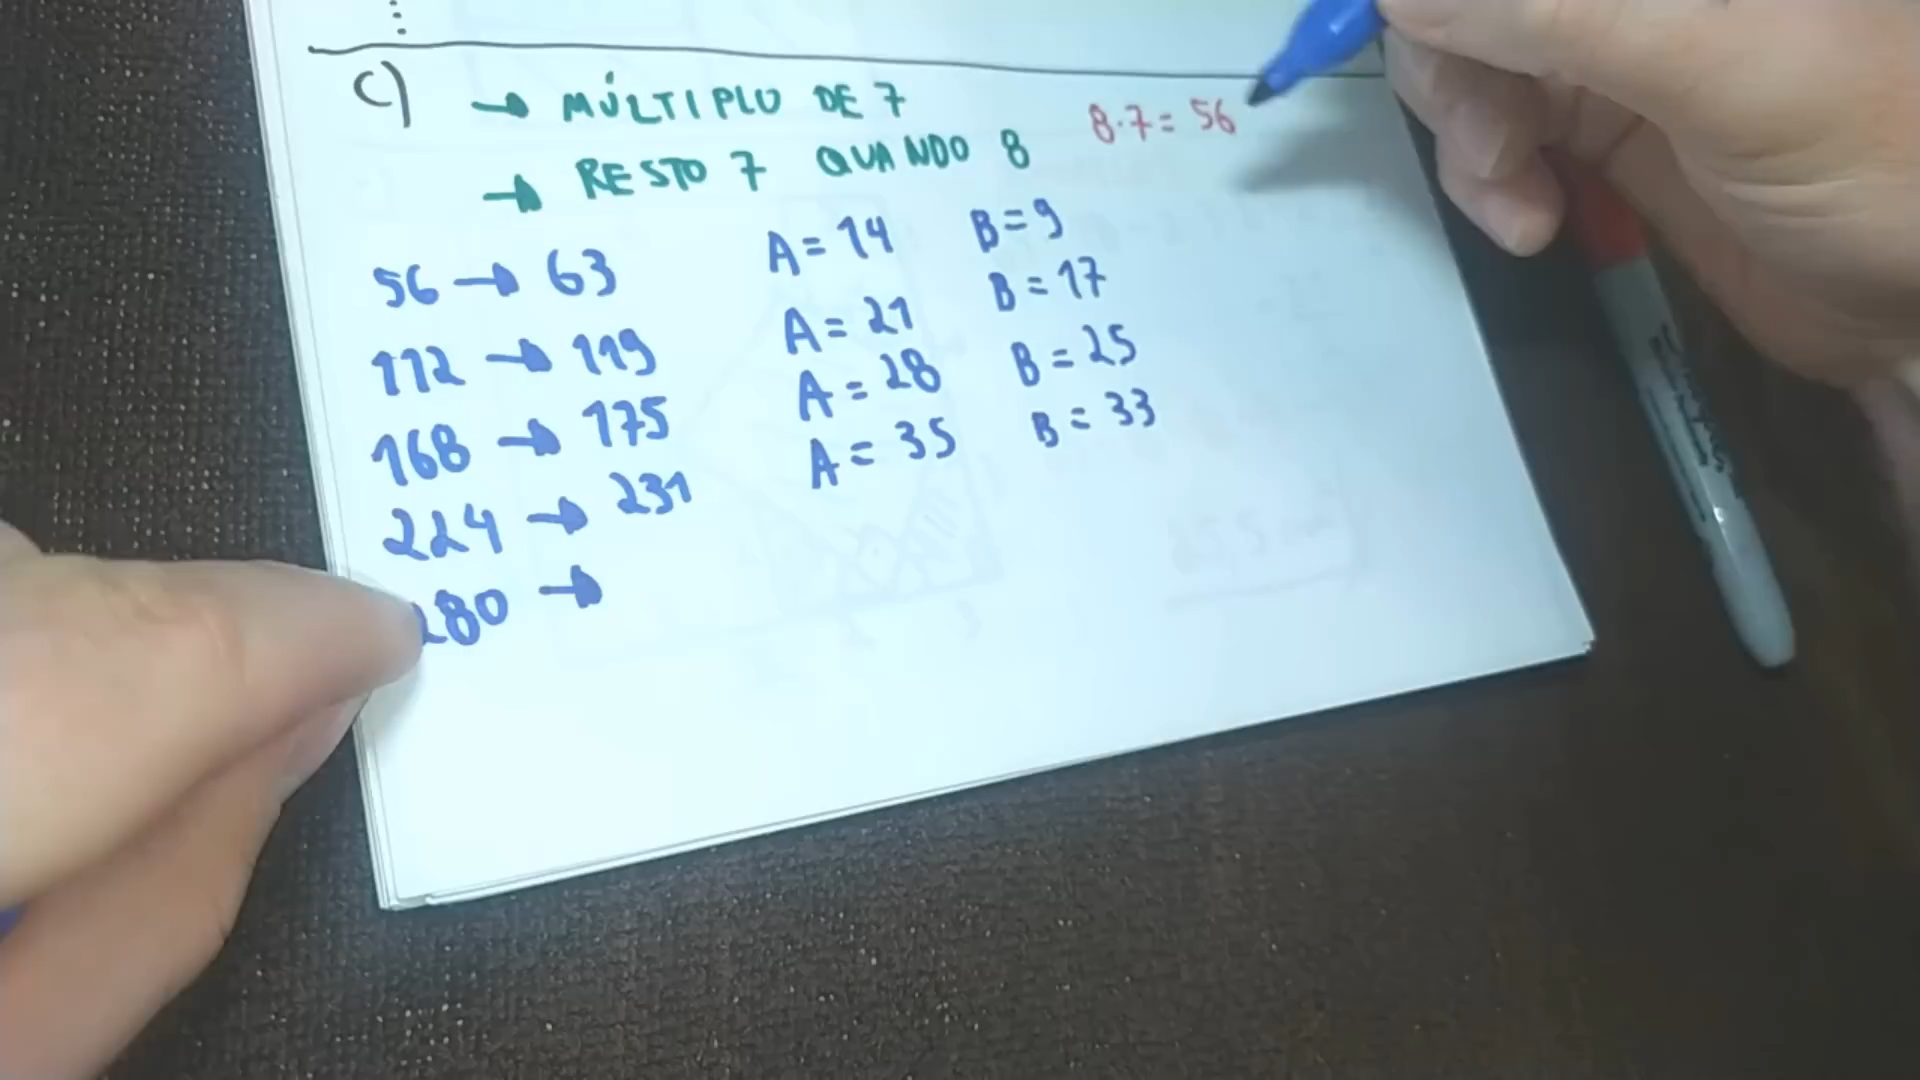 C) → MÚLTIPLO DE 7
8·7 = 56
→ RESTO 7 QUANDO 8
56 → 63 A = 14 B = 9
112 → 119 A = 21 B = 17
168 → 175 A = 28 B = 25
224 → 231 A = 35 B = 33
280 →